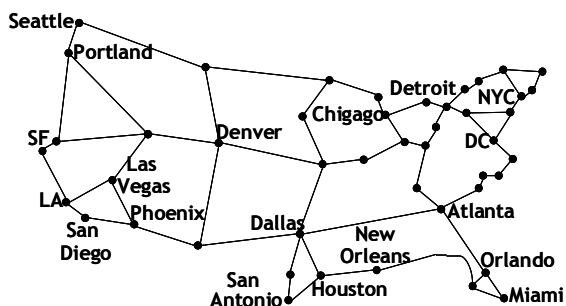 Seattle
Portland
Detroit
NYC
Chigago
SF
Denver
DC
Las
Vegas
LA
Phoenix
San
Diego
Dallas
Atlanta
New
Orleans
Orlando
San
Antonio
Houston
Miami